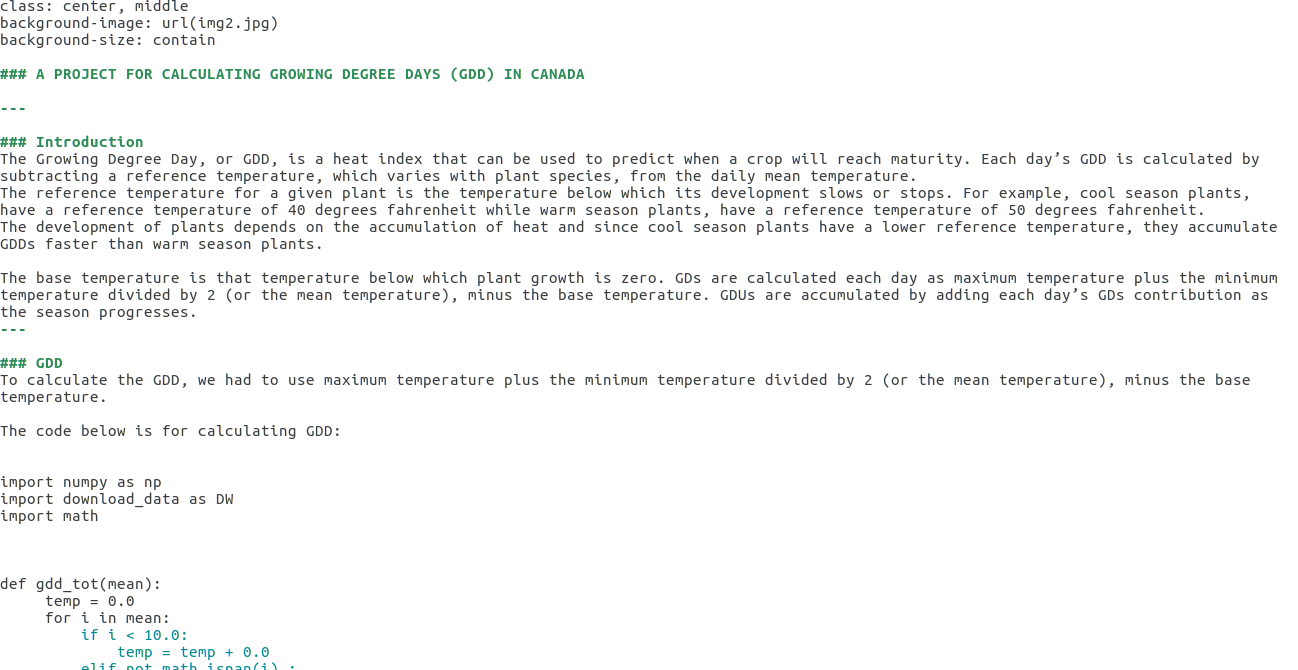 class: center, middle
background-image: url(img2.jpg)
background-size: contain
### A PROJECT FOR CALCULATING GROWING DEGREE DAYS (GDD) IN CANADA
---
### Introduction
The Growing Degree Day, or GDD, is a heat index that can be used to predict when a crop will reach maturity. Each day’s GDD is calculated by
subtracting a reference temperature, which varies with plant species, from the daily mean temperature.
The reference temperature for a given plant is the temperature below which its development slows or stops. For example, cool season plants,
have a reference temperature of 40 degrees fahrenheit while warm season plants, have a reference temperature of 50 degrees fahrenheit.
The development of plants depends on the accumulation of heat and since cool season plants have a lower reference temperature, they accumulate
GDDs faster than warm season plants.
The base temperature is that temperature below which plant growth is zero. GDs are calculated each day as maximum temperature plus the minimum
temperature divided by 2 (or the mean temperature), minus the base temperature. GDUs are accumulated by adding each day’s GDs contribution as
the season progresses.
---
### GDD
To calculate the GDD, we had to use maximum temperature plus the minimum temperature divided by 2 (or the mean temperature), minus the base
temperature.
The code below is for calculating GDD:
import numpy as np
import download_data as DW
import math
def gdd_tot(mean):
temp = 0.0
for i in mean:
if i < 10.0:
temp = temp + 0.0
elif not math.isnan(i) :